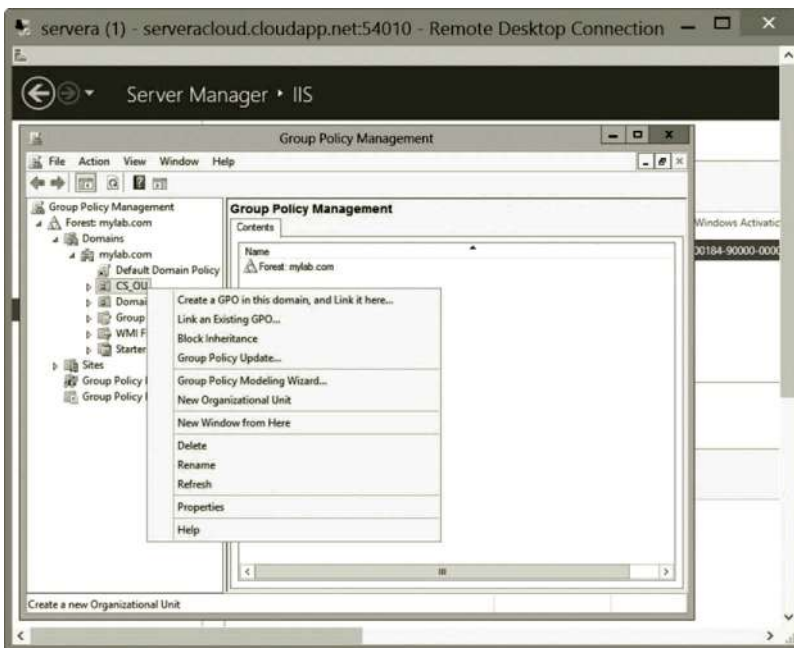 servera (1) - serveracloud.cloudapp.net:54010 - Remote Desktop Connection
Server Manager • IIS
Group Policy Management
File Action View Window Help
Group Policy Management
Forest: mylab.com
Domains
mylab.com
Default Domain Policy
CS_OU
Domai
Group
WMI F
Starter
Sites
Group Policy
Group Policy
Group Policy Management
Contents
Name
Forest: mylab.com
Create a GPO in this domain, and Link it here...
Link an Existing GPO...
Block Inheritance
Group Policy Update...
Group Policy Modeling Wizard...
New Organizational Unit
New Window from Here
Delete
Rename
Refresh
Properties
Help
Windows Activatic
00184-90000-0000
Create a new Organizational Unit